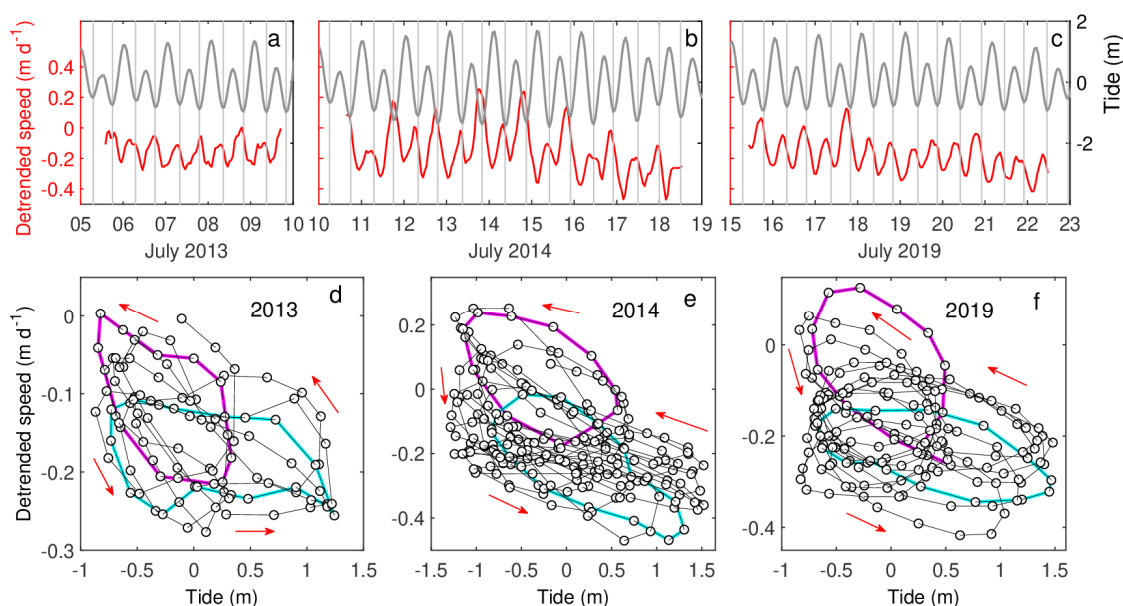 a
b
c
Detrended speed (m d⁻¹)
0.4
0.2
0
-0.2
-0.4
2
0
-2
Tide (m)
05 06 07 08 09 10
10 11 12 13 14 15 16 17 18 19
15 16 17 18 19 20 21 22 23
July 2013
July 2014
July 2019
Detrended speed (m d⁻¹)
2013
d
0
-0.1
-0.2
-0.3
-1 -0.5 0 0.5 1 1.5
Tide (m)
2014
e
0.2
0
-0.2
-0.4
-1.5 -1 -0.5 0 0.5 1 1.5
Tide (m)
2019
f
0
-0.2
-0.4
-1 -0.5 0 0.5 1 1.5
Tide (m)